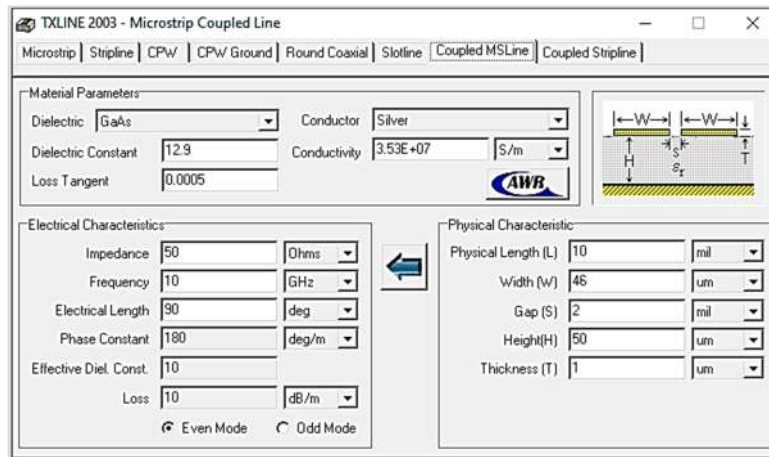 TXLINE 2003 - Microstrip Coupled Line
Microstrip Stripline CPW CPW Ground Round Coaxial Slotline Coupled MSLine Coupled Stripline
Material Parameters
Dielectric GaAs Conductor Silver
Dielectric Constant 12.9 Conductivity 3.53E+07 S/m
Loss Tangent 0.0005 AWR
W W
H S T
εr
Electrical Characteristics
Impedance 50 Ohms
Frequency 10 GHz
Electrical Length 90 deg
Phase Constant 180 deg/m
Effective Diel. Const. 10
Loss 10 dB/m
Even Mode Odd Mode
Physical Characteristic
Physical Length (L) 10 mil
Width (W) 46 um
Gap (S) 2 mil
Height(H) 50 um
Thickness (T) 1 um